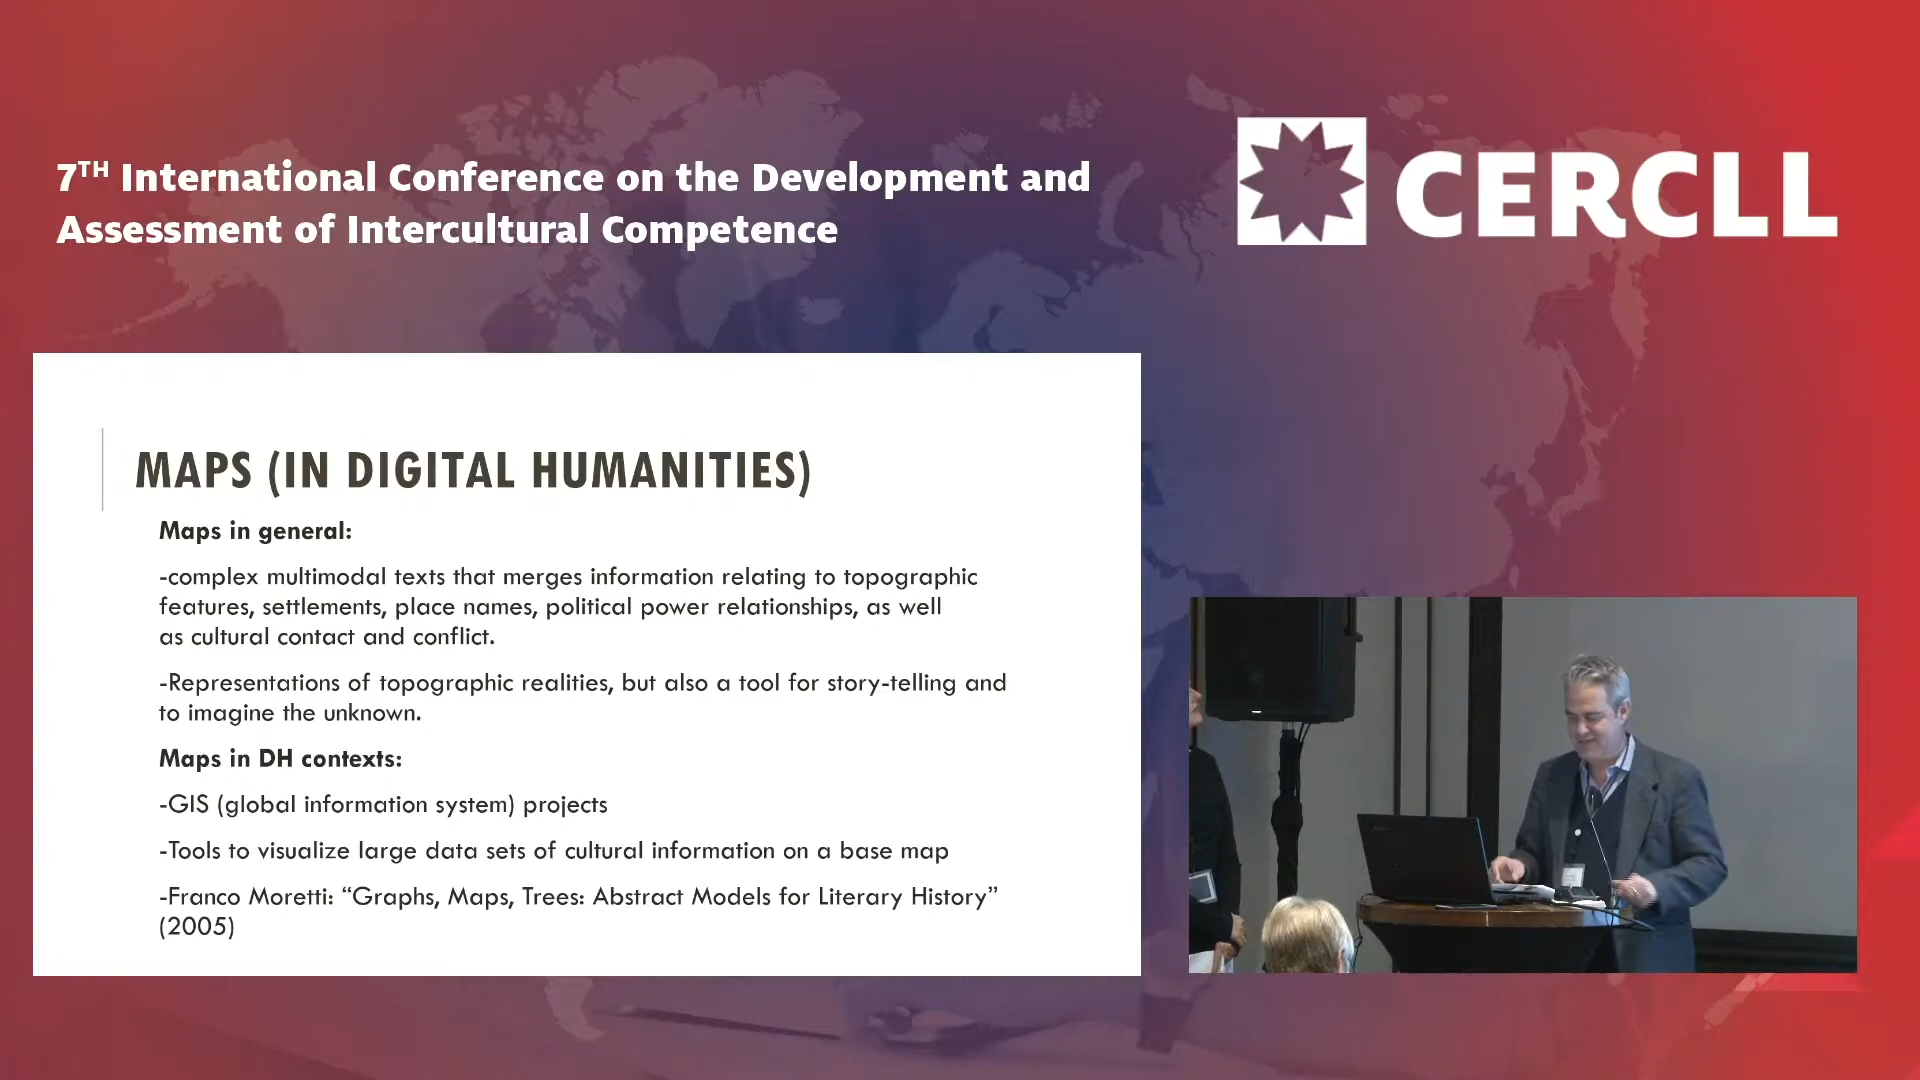 7TH International Conference on the Development and
Assessment of Intercultural Competence
CERCLL
MAPS (IN DIGITAL HUMANITIES)
Maps in general:
-complex multimodal texts that merges information relating to topographic
features, settlements, place names, political power relationships, as well
as cultural contact and conflict.
-Representations of topographic realities, but also a tool for story-telling and
to imagine the unknown.
Maps in DH contexts:
-GIS (global information system) projects
-Tools to visualize large data sets of cultural information on a base map
-Franco Moretti: “Graphs, Maps, Trees: Abstract Models for Literary History”
(2005)